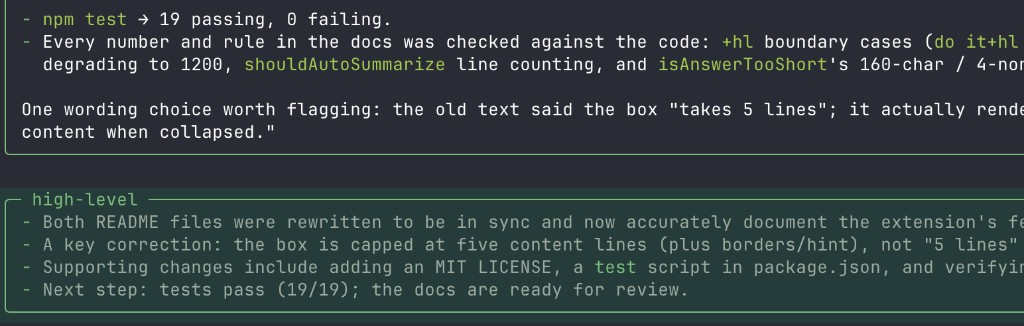 - npm test → 19 passing, 0 failing.
- Every number and rule in the docs was checked against the code: +hl boundary cases (do it+hl
degrading to 1200, shouldAutoSummarize line counting, and isAnswerTooShort's 160-char / 4-non
One wording choice worth flagging: the old text said the box "takes 5 lines"; it actually rende
content when collapsed."
high-level
- Both README files were rewritten to be in sync and now accurately document the extension's fe
- A key correction: the box is capped at five content lines (plus borders/hint), not "5 lines"
- Supporting changes include adding an MIT LICENSE, a test script in package.json, and verifyin
- Next step: tests pass (19/19); the docs are ready for review.